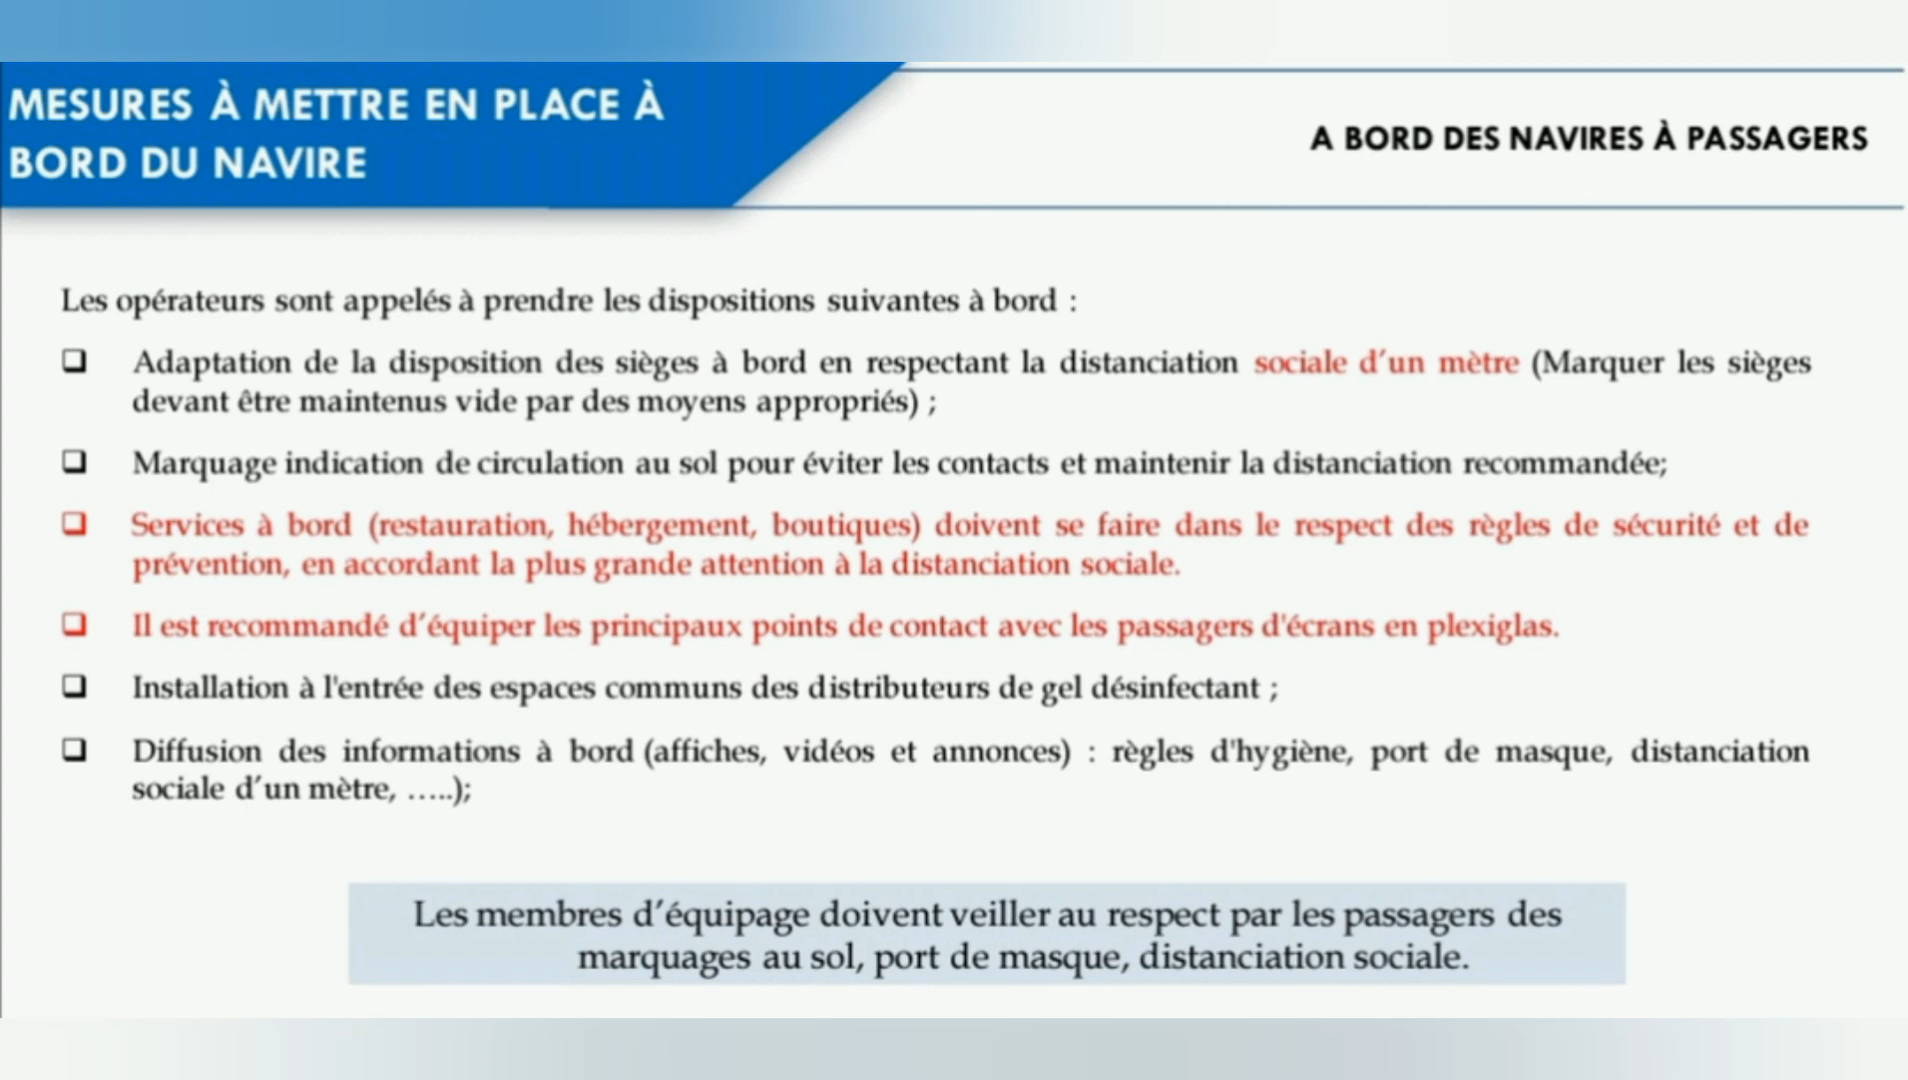 MESURES À METTRE EN PLACE À
BORD DU NAVIRE
A BORD DES NAVIRES À PASSAGERS
Les opérateurs sont appelés à prendre les dispositions suivantes à bord :
❑ Adaptation de la disposition des sièges à bord en respectant la distanciation sociale d’un mètre (Marquer les sièges
devant être maintenus vide par des moyens appropriés) ;
❑ Marquage indication de circulation au sol pour éviter les contacts et maintenir la distanciation recommandée;
❑ Services à bord (restauration, hébergement, boutiques) doivent se faire dans le respect des règles de sécurité et de
prévention, en accordant la plus grande attention à la distanciation sociale.
❑ Il est recommandé d’équiper les principaux points de contact avec les passagers d'écrans en plexiglas.
❑ Installation à l'entrée des espaces communs des distributeurs de gel désinfectant ;
❑ Diffusion des informations à bord (affiches, vidéos et annonces) : règles d'hygiène, port de masque, distanciation
sociale d’un mètre, …..);
Les membres d’équipage doivent veiller au respect par les passagers des
marquages au sol, port de masque, distanciation sociale.